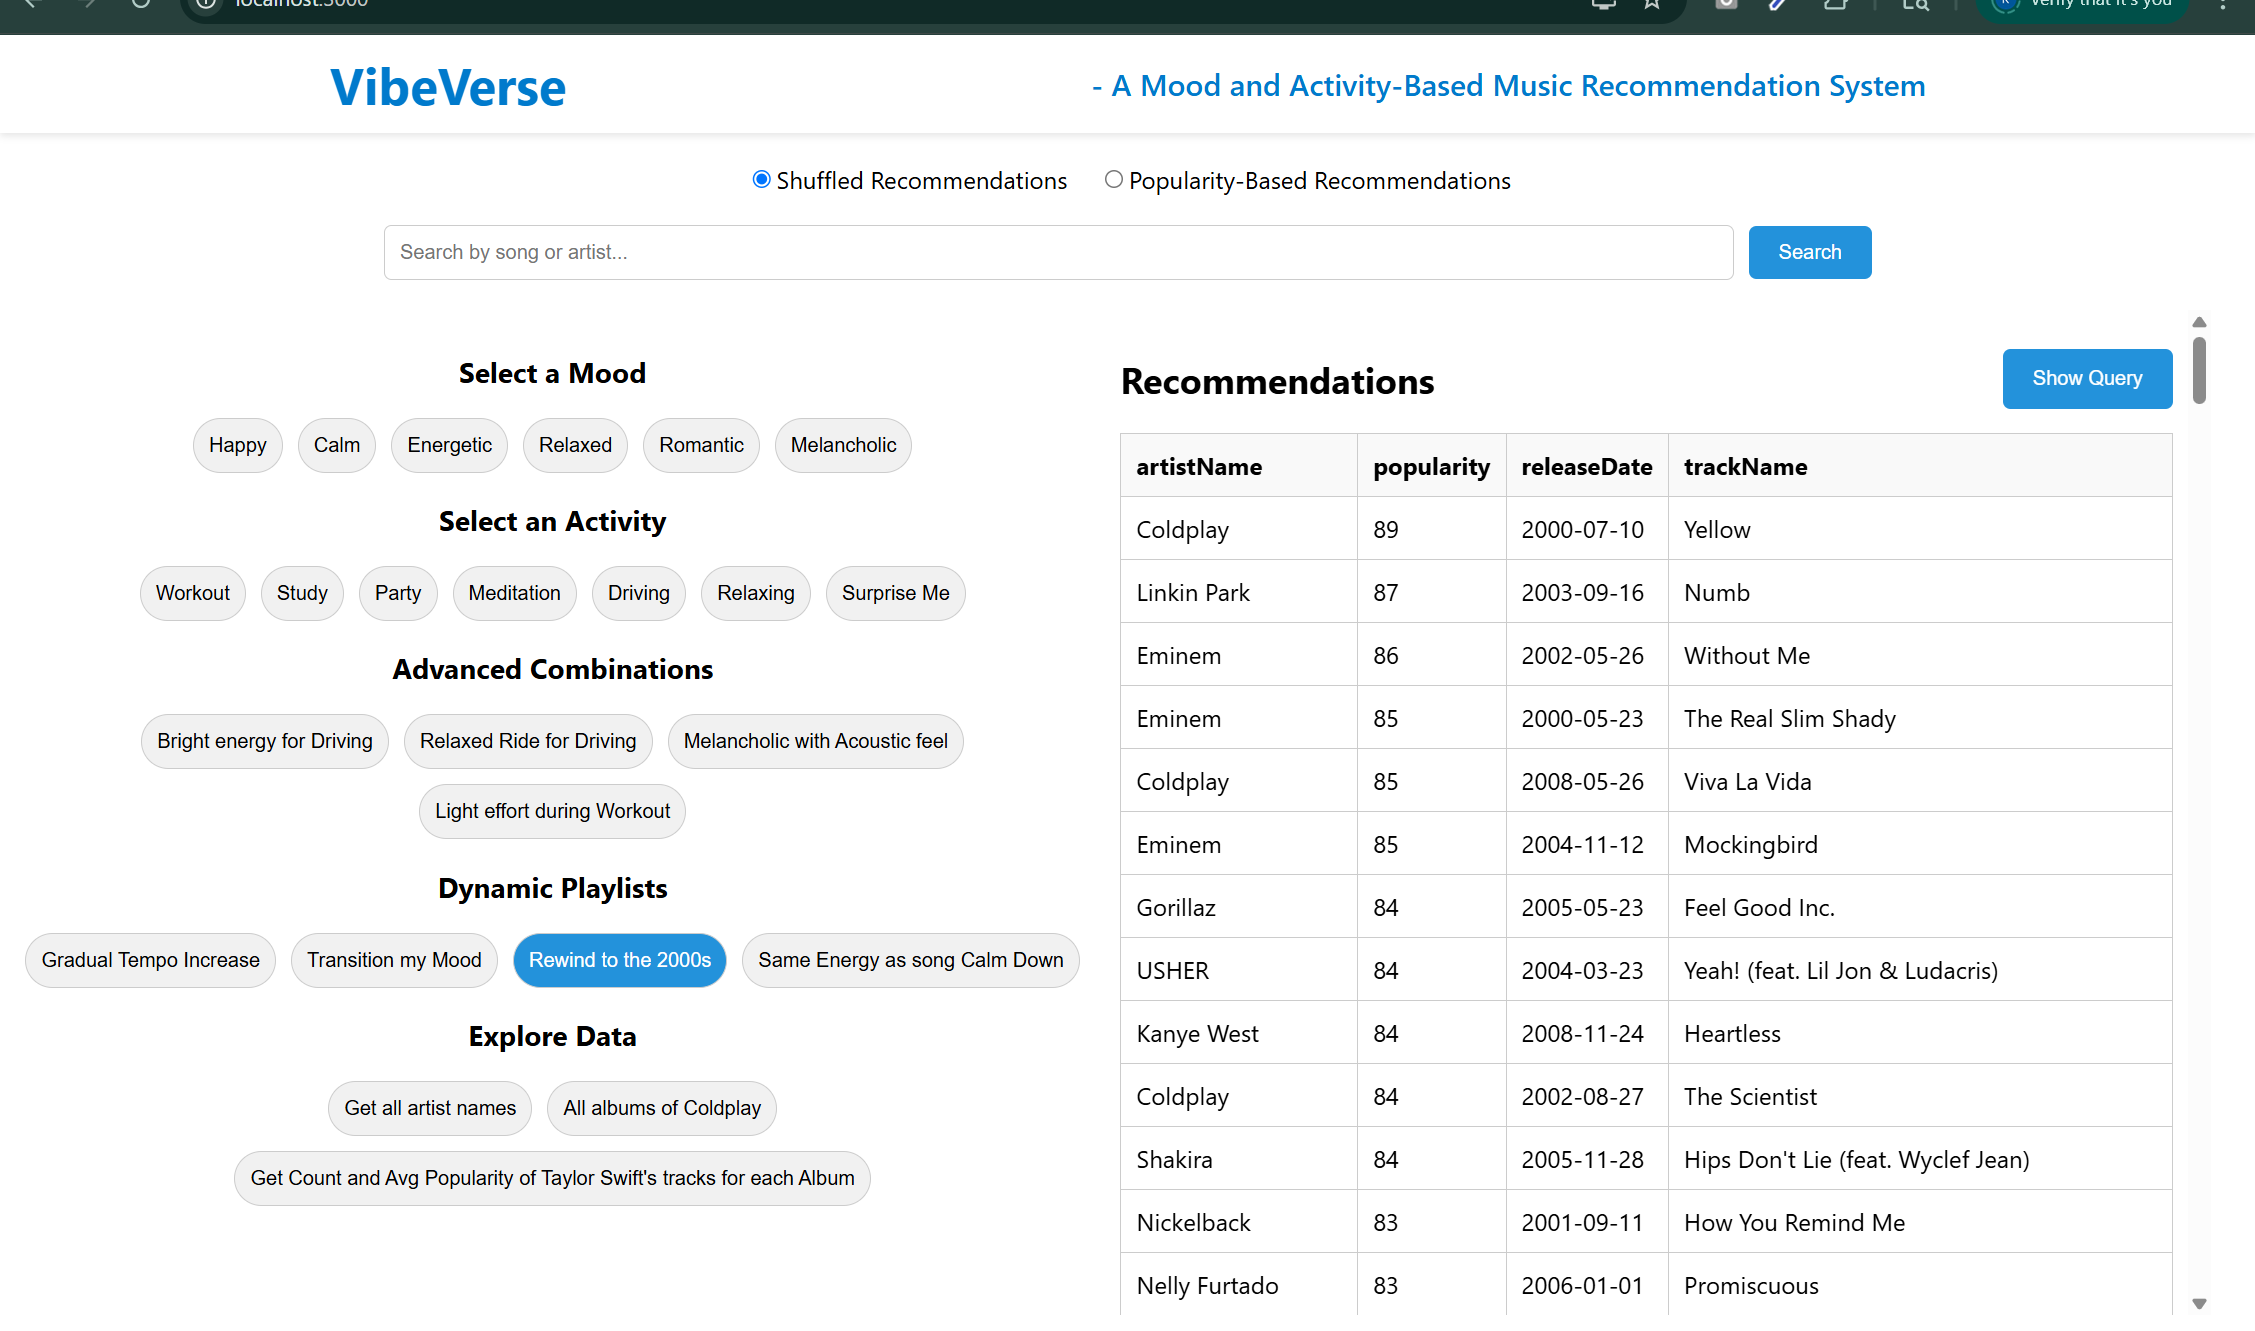 localhost:3000
Verify that it's you
VibeVerse
- A Mood and Activity-Based Music Recommendation System
Shuffled Recommendations Popularity-Based Recommendations
Search by song or artist...
Search
Select a Mood
Happy Calm Energetic Relaxed Romantic Melancholic
Select an Activity
Workout Study Party Meditation Driving Relaxing Surprise Me
Advanced Combinations
Bright energy for Driving Relaxed Ride for Driving Melancholic with Acoustic feel
Light effort during Workout
Dynamic Playlists
Gradual Tempo Increase Transition my Mood Rewind to the 2000s Same Energy as song Calm Down
Explore Data
Get all artist names All albums of Coldplay
Get Count and Avg Popularity of Taylor Swift's tracks for each Album
Recommendations
Show Query
artistName popularity releaseDate trackName
Coldplay 89 2000-07-10 Yellow
Linkin Park 87 2003-09-16 Numb
Eminem 86 2002-05-26 Without Me
Eminem 85 2000-05-23 The Real Slim Shady
Coldplay 85 2008-05-26 Viva La Vida
Eminem 85 2004-11-12 Mockingbird
Gorillaz 84 2005-05-23 Feel Good Inc.
USHER 84 2004-03-23 Yeah! (feat. Lil Jon & Ludacris)
Kanye West 84 2008-11-24 Heartless
Coldplay 84 2002-08-27 The Scientist
Shakira 84 2005-11-28 Hips Don't Lie (feat. Wyclef Jean)
Nickelback 83 2001-09-11 How You Remind Me
Nelly Furtado 83 2006-01-01 Promiscuous